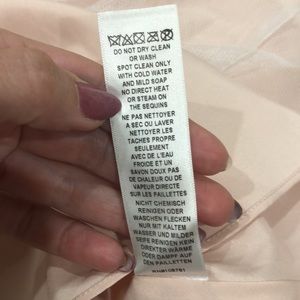 DO NOT DRY CLEAN
OR WASH
SPOT CLEAN ONLY
WITH COLD WATER
AND MILD SOAP
NO DIRECT HEAT
OR STEAM ON
THE SEQUINS
NE PAS NETTOYER
A SEC OU LAVER
NETTOYER LES
TACHES PROPRE
SEULEMENT
AVEC DE L'EAU
FROIDE ET UN
SAVON DOUX PAS
DE CHALEUR OU DE
VAPEUR DIRECTE
SUR LES PAILLETTES
NICHT CHEMISCH
REINIGEN ODER
WASCHEN FLECKEN
NUR MIT KALTEM
WASSER UND MILDER
SEIFE REINIGEN KEIN
DIREKTER WÄRME
ODER DAMPF AUF
DEN PAILLETTEN